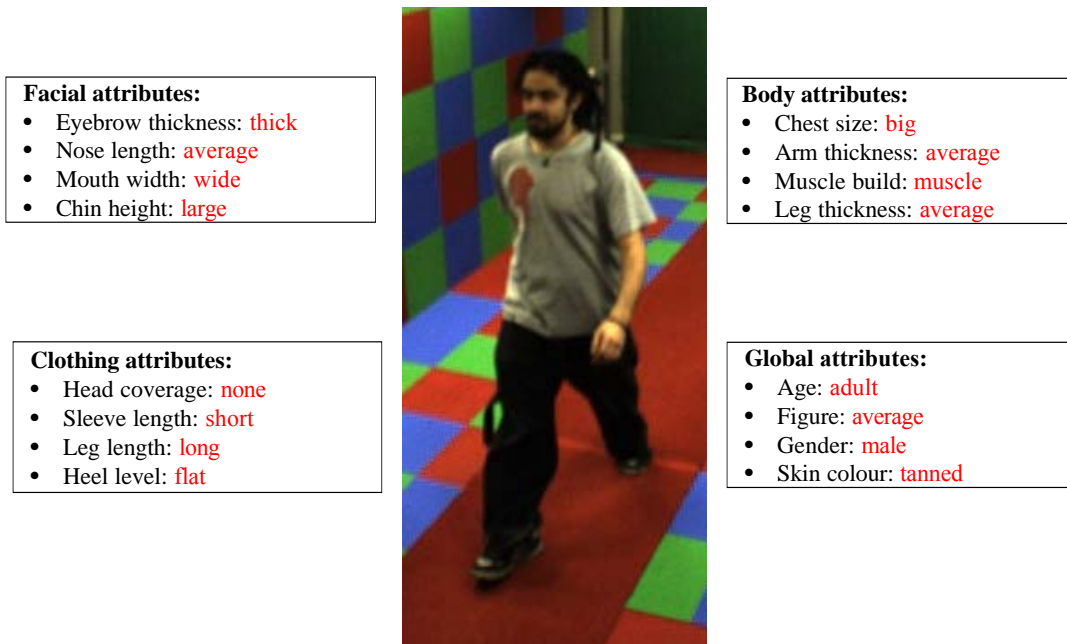 Facial attributes:
• Eyebrow thickness: thick
• Nose length: average
• Mouth width: wide
• Chin height: large
Clothing attributes:
• Head coverage: none
• Sleeve length: short
• Leg length: long
• Heel level: flat
Body attributes:
• Chest size: big
• Arm thickness: average
• Muscle build: muscle
• Leg thickness: average
Global attributes:
• Age: adult
• Figure: average
• Gender: male
• Skin colour: tanned